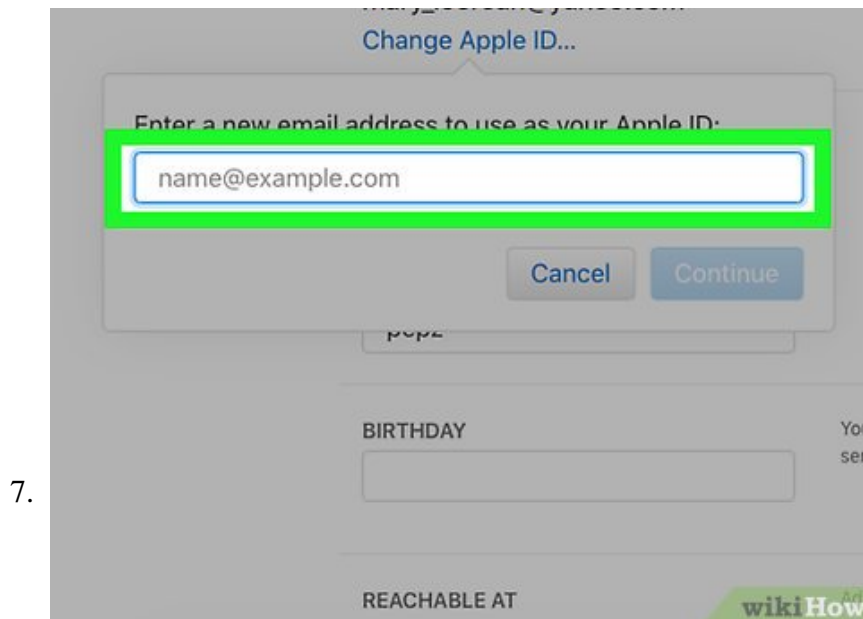 Change Apple ID...
Enter a new email address to use as your Apple ID:
name@example.com
Cancel
Continue
BIRTHDAY
7.
REACHABLE AT
wikiHow